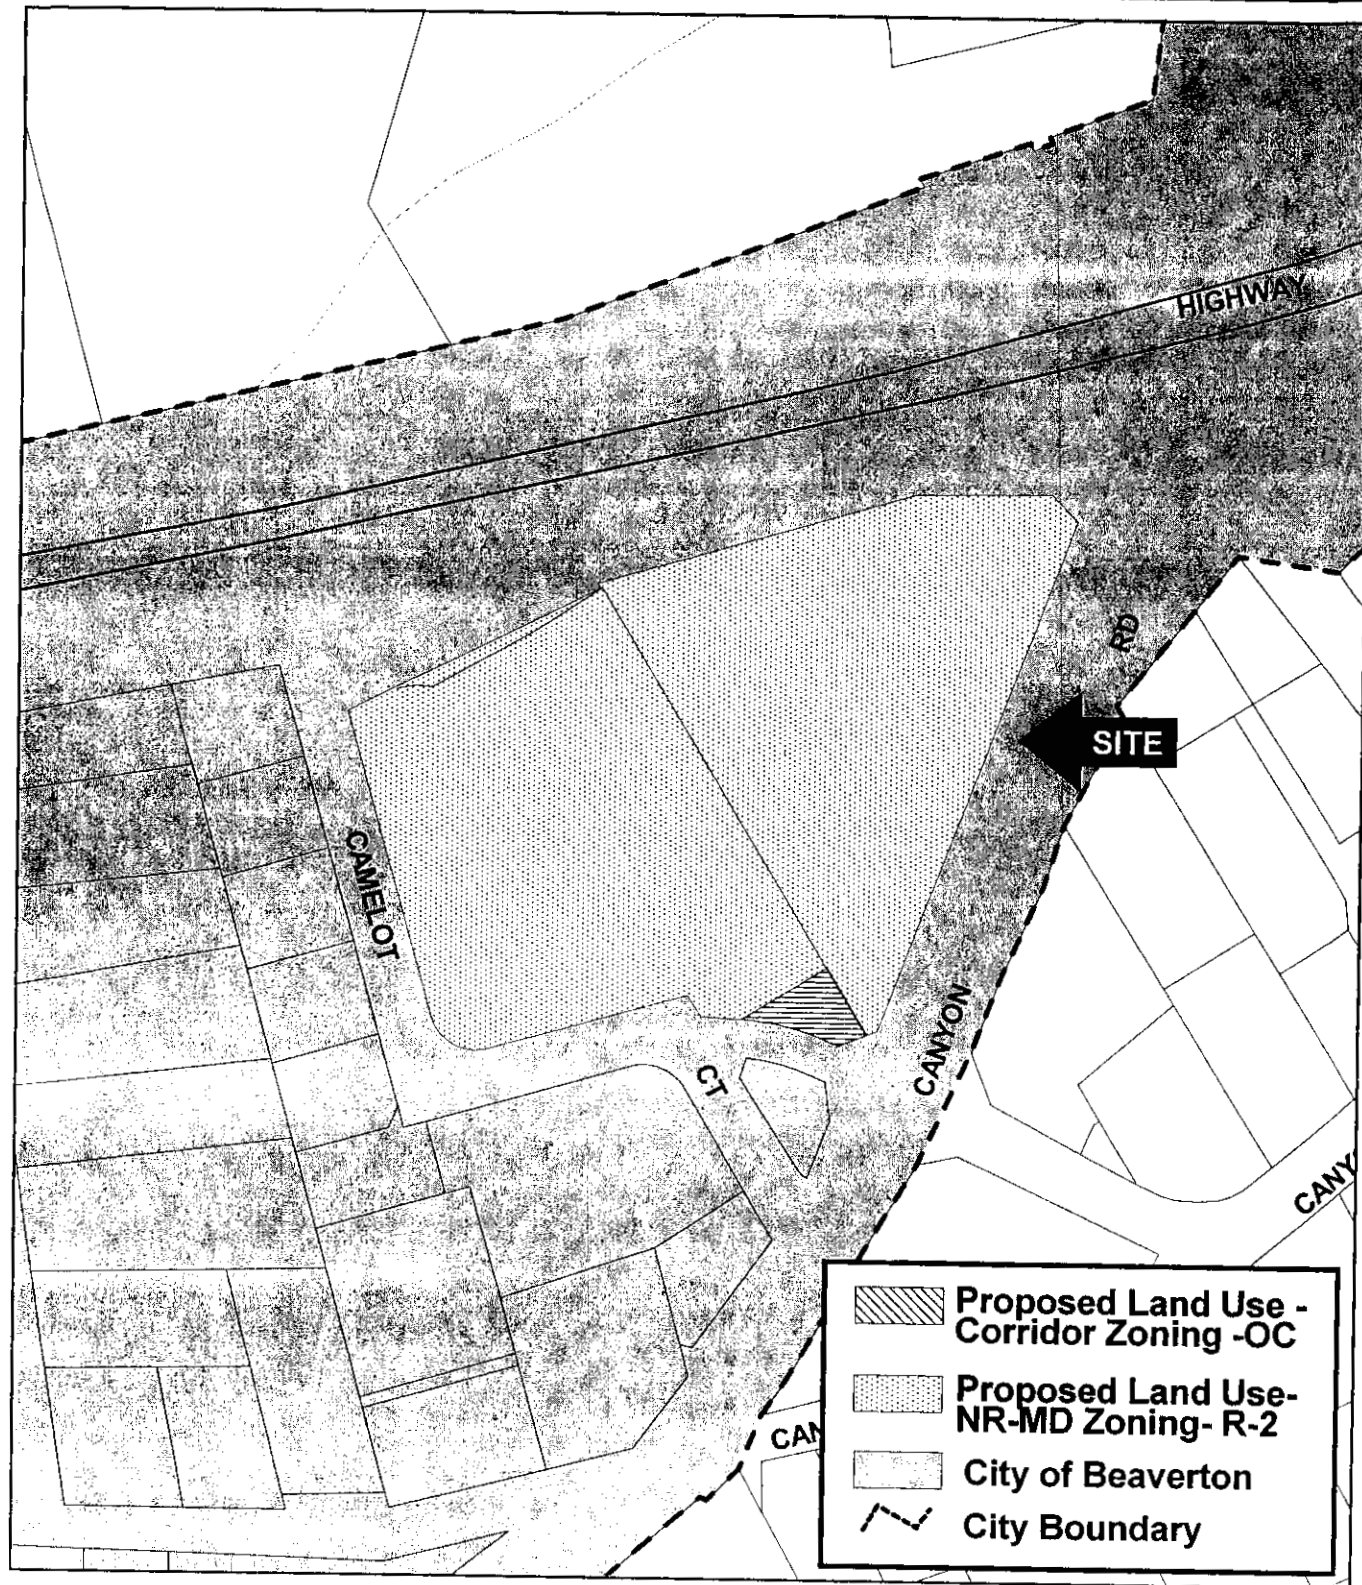 HIGHWAY
RD
SITE
CAMELOT
CANYON
CT
CANY
CAN
Proposed Land Use -
Corridor Zoning -OC
Proposed Land Use-
NR-MD Zoning- R-2
City of Beaverton
City Boundary